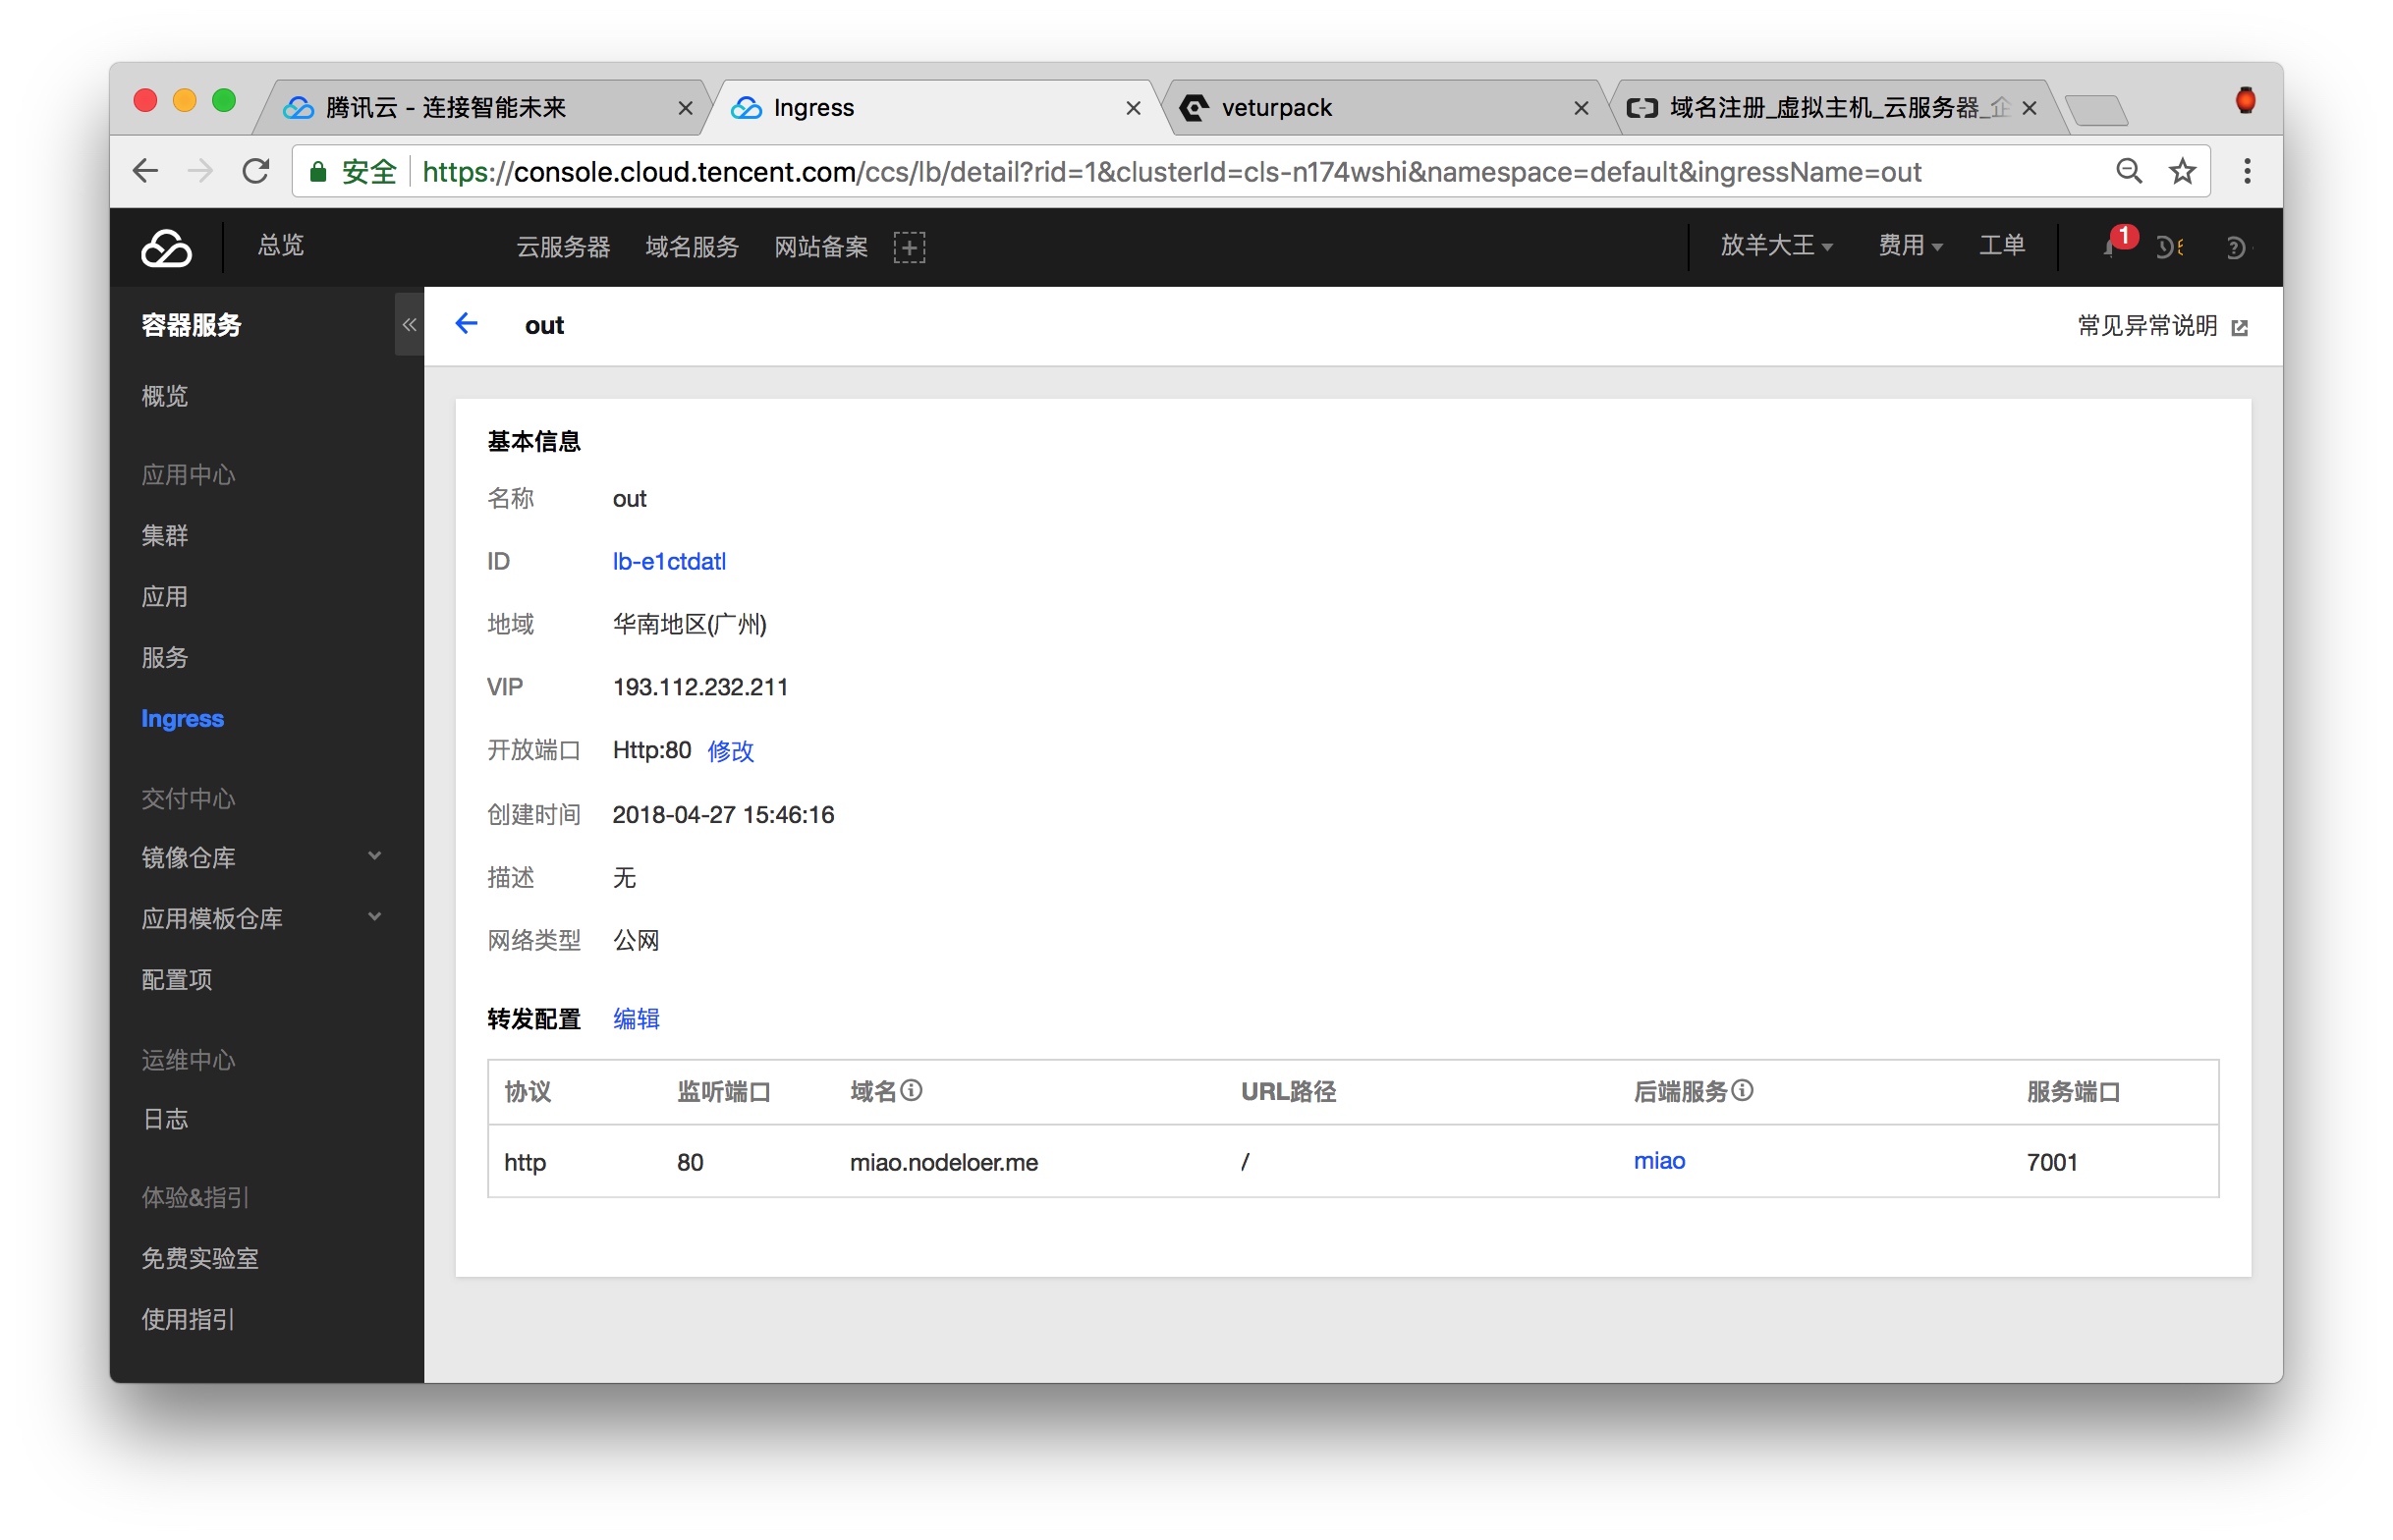 腾讯云 - 连接智能未来
Ingress
veturpack
域名注册_虚拟主机_云服务器_企
安全
https://console.cloud.tencent.com/ccs/lb/detail?rid=1&clusterId=cls-n174wshi&namespace=default&ingressName=out
总览
云服务器
域名服务
网站备案
放羊大王
费用
工单
1
容器服务
out
常见异常说明
概览
应用中心
集群
应用
服务
Ingress
交付中心
镜像仓库
应用模板仓库
配置项
运维中心
日志
体验&指引
免费实验室
使用指引
基本信息
名称 out
ID lb-e1ctdatl
地域 华南地区(广州)
VIP 193.112.232.211
开放端口 Http:80 修改
创建时间 2018-04-27 15:46:16
描述 无
网络类型 公网
转发配置 编辑
协议 监听端口 域名 URL路径 后端服务 服务端口
http 80 miao.nodeloer.me / miao 7001